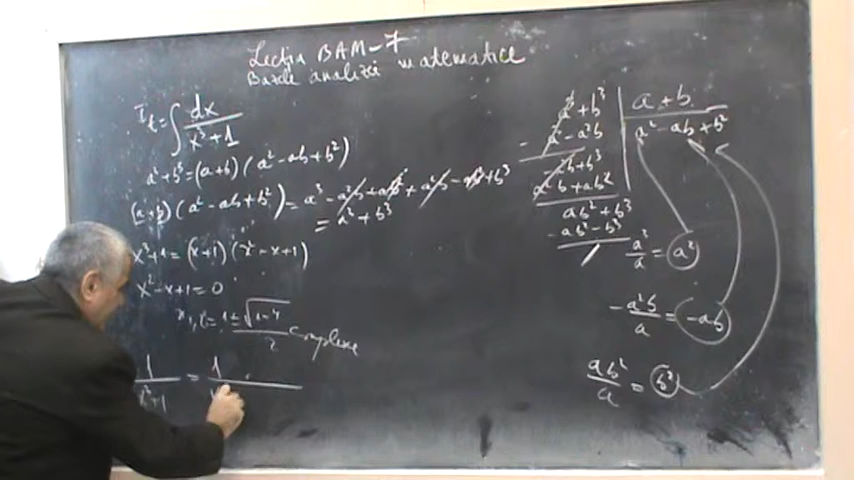 Lecția BAM-7
Bazele analizei matematice
∫ dx / x³+1
a³+b³=(a+b)(a²-ab+b²)
(a+b)(a²-ab+b²)=a³-a²b+ab²+a²b-ab²+b³
=a³+b³
x³+1=(x+1)(x²-x+1)
x²-x+1=0
x₁,₂= 1±√1-4 / 2 complexe
1 / x³+1 = 1
a³+b³ | a+b
- a³-a²b | a²-ab+b²
-a²b+b³
a²b+ab²
ab²+b³
-ab²-b³
/
a³/a = a²
-a²b/a = -ab
ab²/a = b²